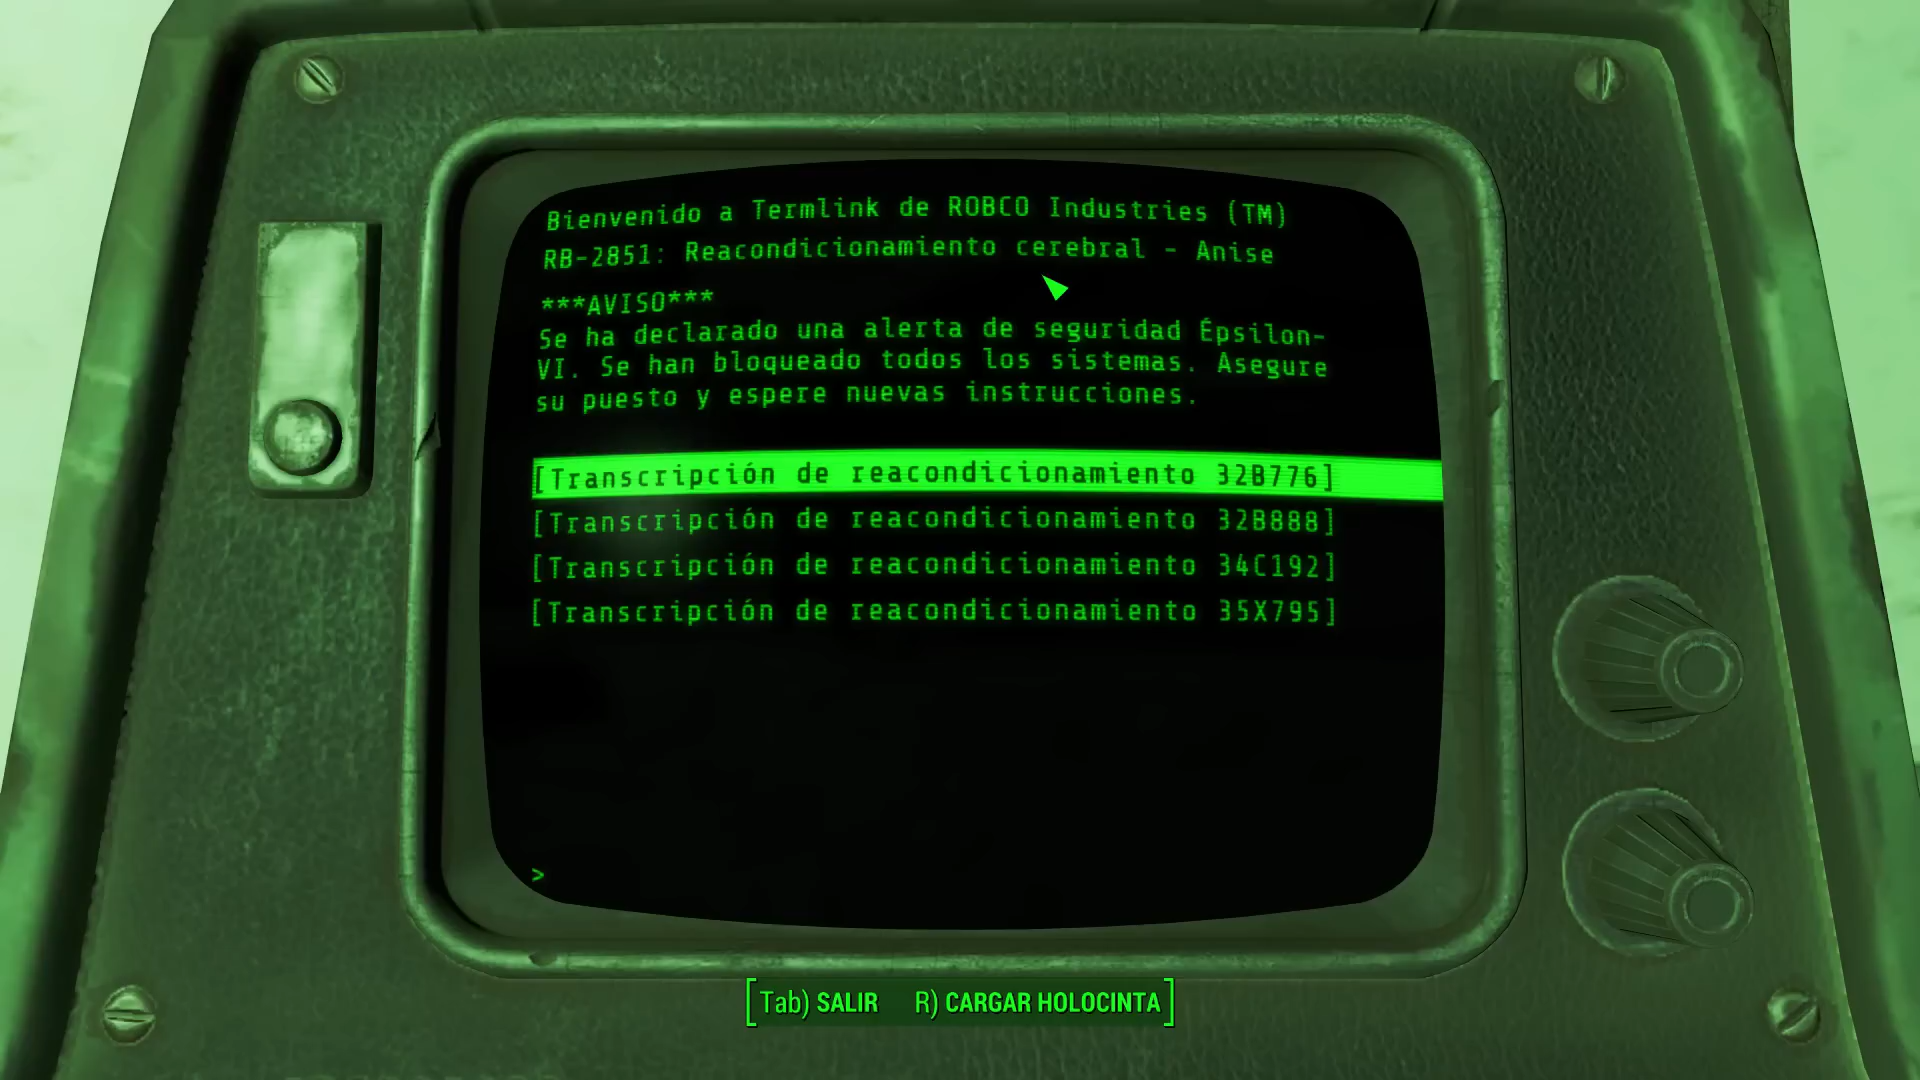 Bienvenido a Termlink de ROBCO Industries (TM)
RB-2851: Reacondicionamiento cerebral - Anise
***AVISO***
Se ha declarado una alerta de seguridad Épsilon-
VI. Se han bloqueado todos los sistemas. Asegure
su puesto y espere nuevas instrucciones.
[Transcripción de reacondicionamiento 32B776]
[Transcripción de reacondicionamiento 32B888]
[Transcripción de reacondicionamiento 34C192]
[Transcripción de reacondicionamiento 35X795]
>
[Tab) SALIR R) CARGAR HOLOCINTA]